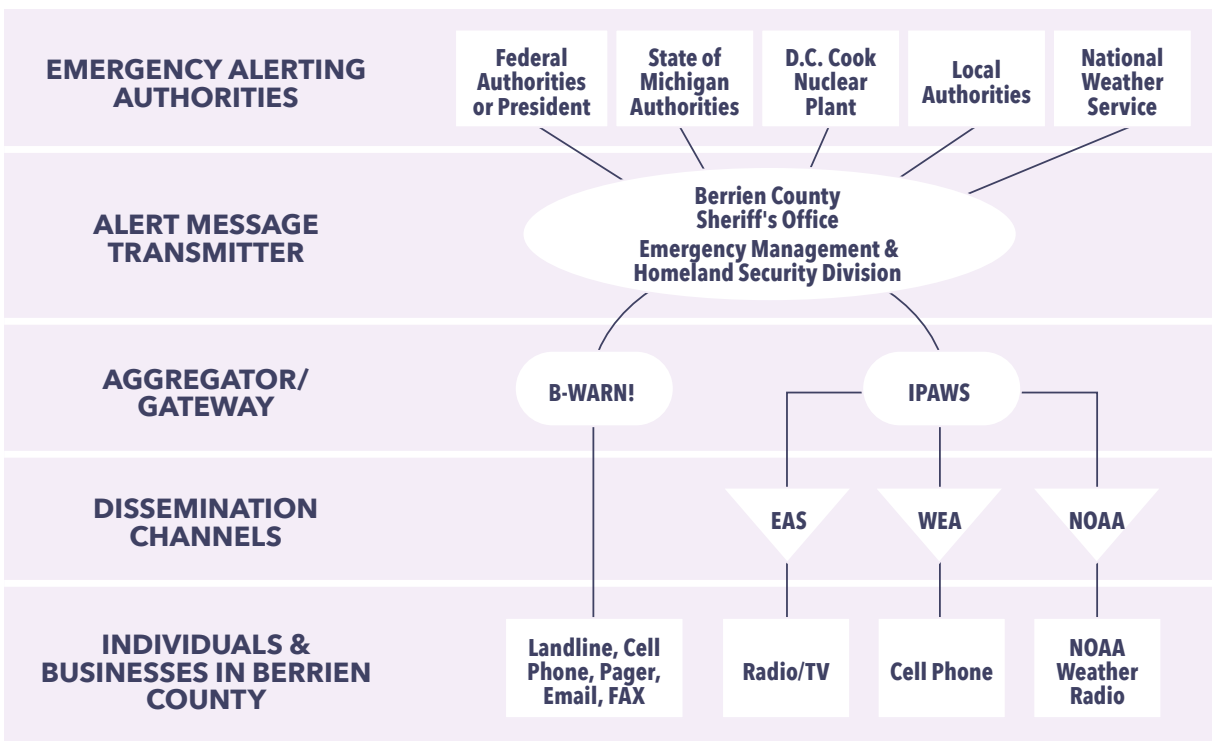 EMERGENCY ALERTING
AUTHORITIES
Federal
Authorities
or President
State of
Michigan
Authorities
D.C. Cook
Nuclear
Plant
Local
Authorities
National
Weather
Service
ALERT MESSAGE
TRANSMITTER
Berrien County
Sheriff's Office
Emergency Management &
Homeland Security Division
AGGREGATOR/
GATEWAY
B-WARN!
IPAWS
DISSEMINATION
CHANNELS
EAS
WEA
NOAA
INDIVIDUALS &
BUSINESSES IN BERRIEN
COUNTY
Landline, Cell
Phone, Pager,
Email, FAX
Radio/TV
Cell Phone
NOAA
Weather
Radio